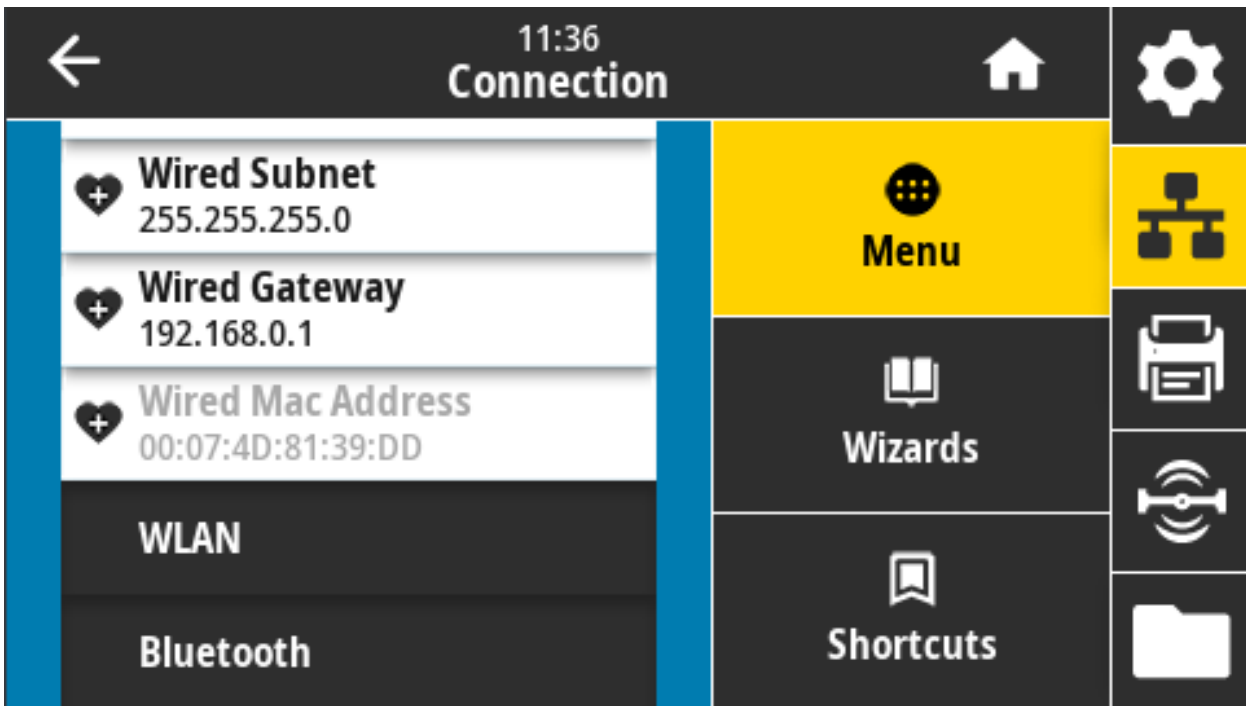 11:36
Connection
Wired Subnet
255.255.255.0
Wired Gateway
192.168.0.1
Wired Mac Address
00:07:4D:81:39:DD
WLAN
Bluetooth
Menu
Wizards
Shortcuts